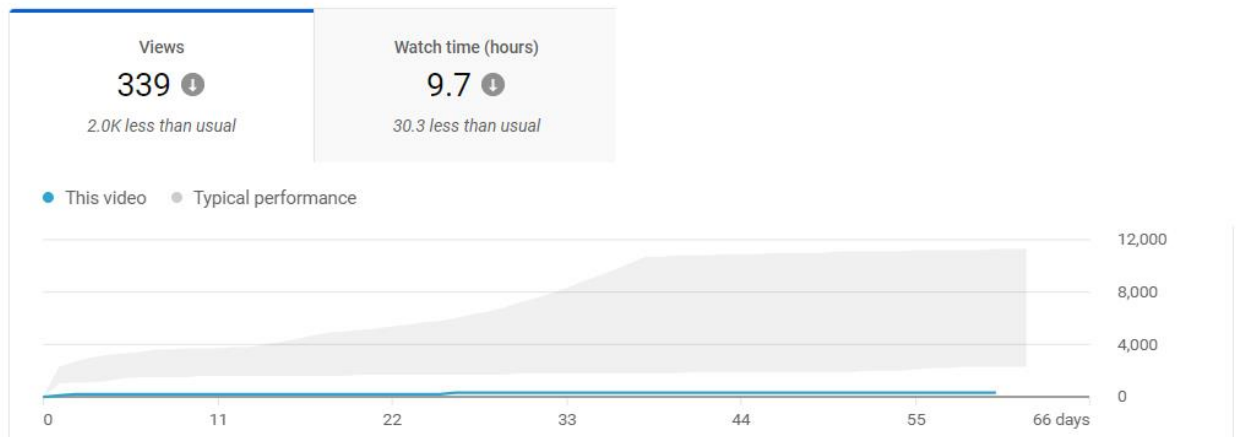 Views
339
2.0K less than usual
Watch time (hours)
9.7
30.3 less than usual
This video
Typical performance
12,000
8,000
4,000
0
0 11 22 33 44 55 66 days